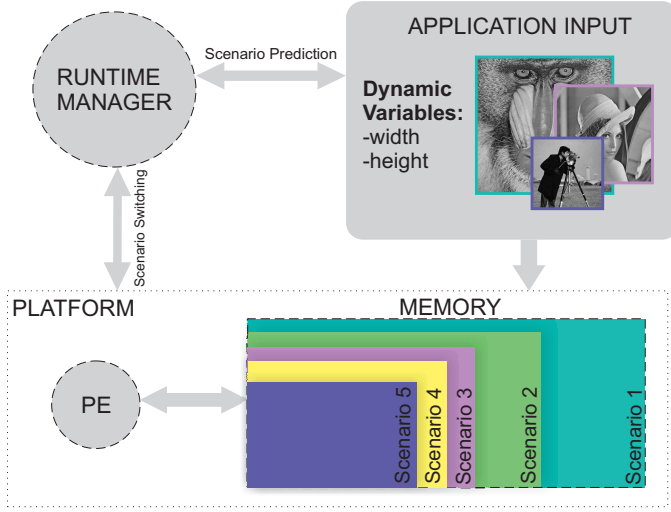 APPLICATION INPUT
Scenario Prediction
RUNTIME
MANAGER
Dynamic
Variables:
-width
-height
Scenario Switching
PLATFORM
MEMORY
PE
Scenario 5
Scenario 4
Scenario 3
Scenario 2
Scenario 1